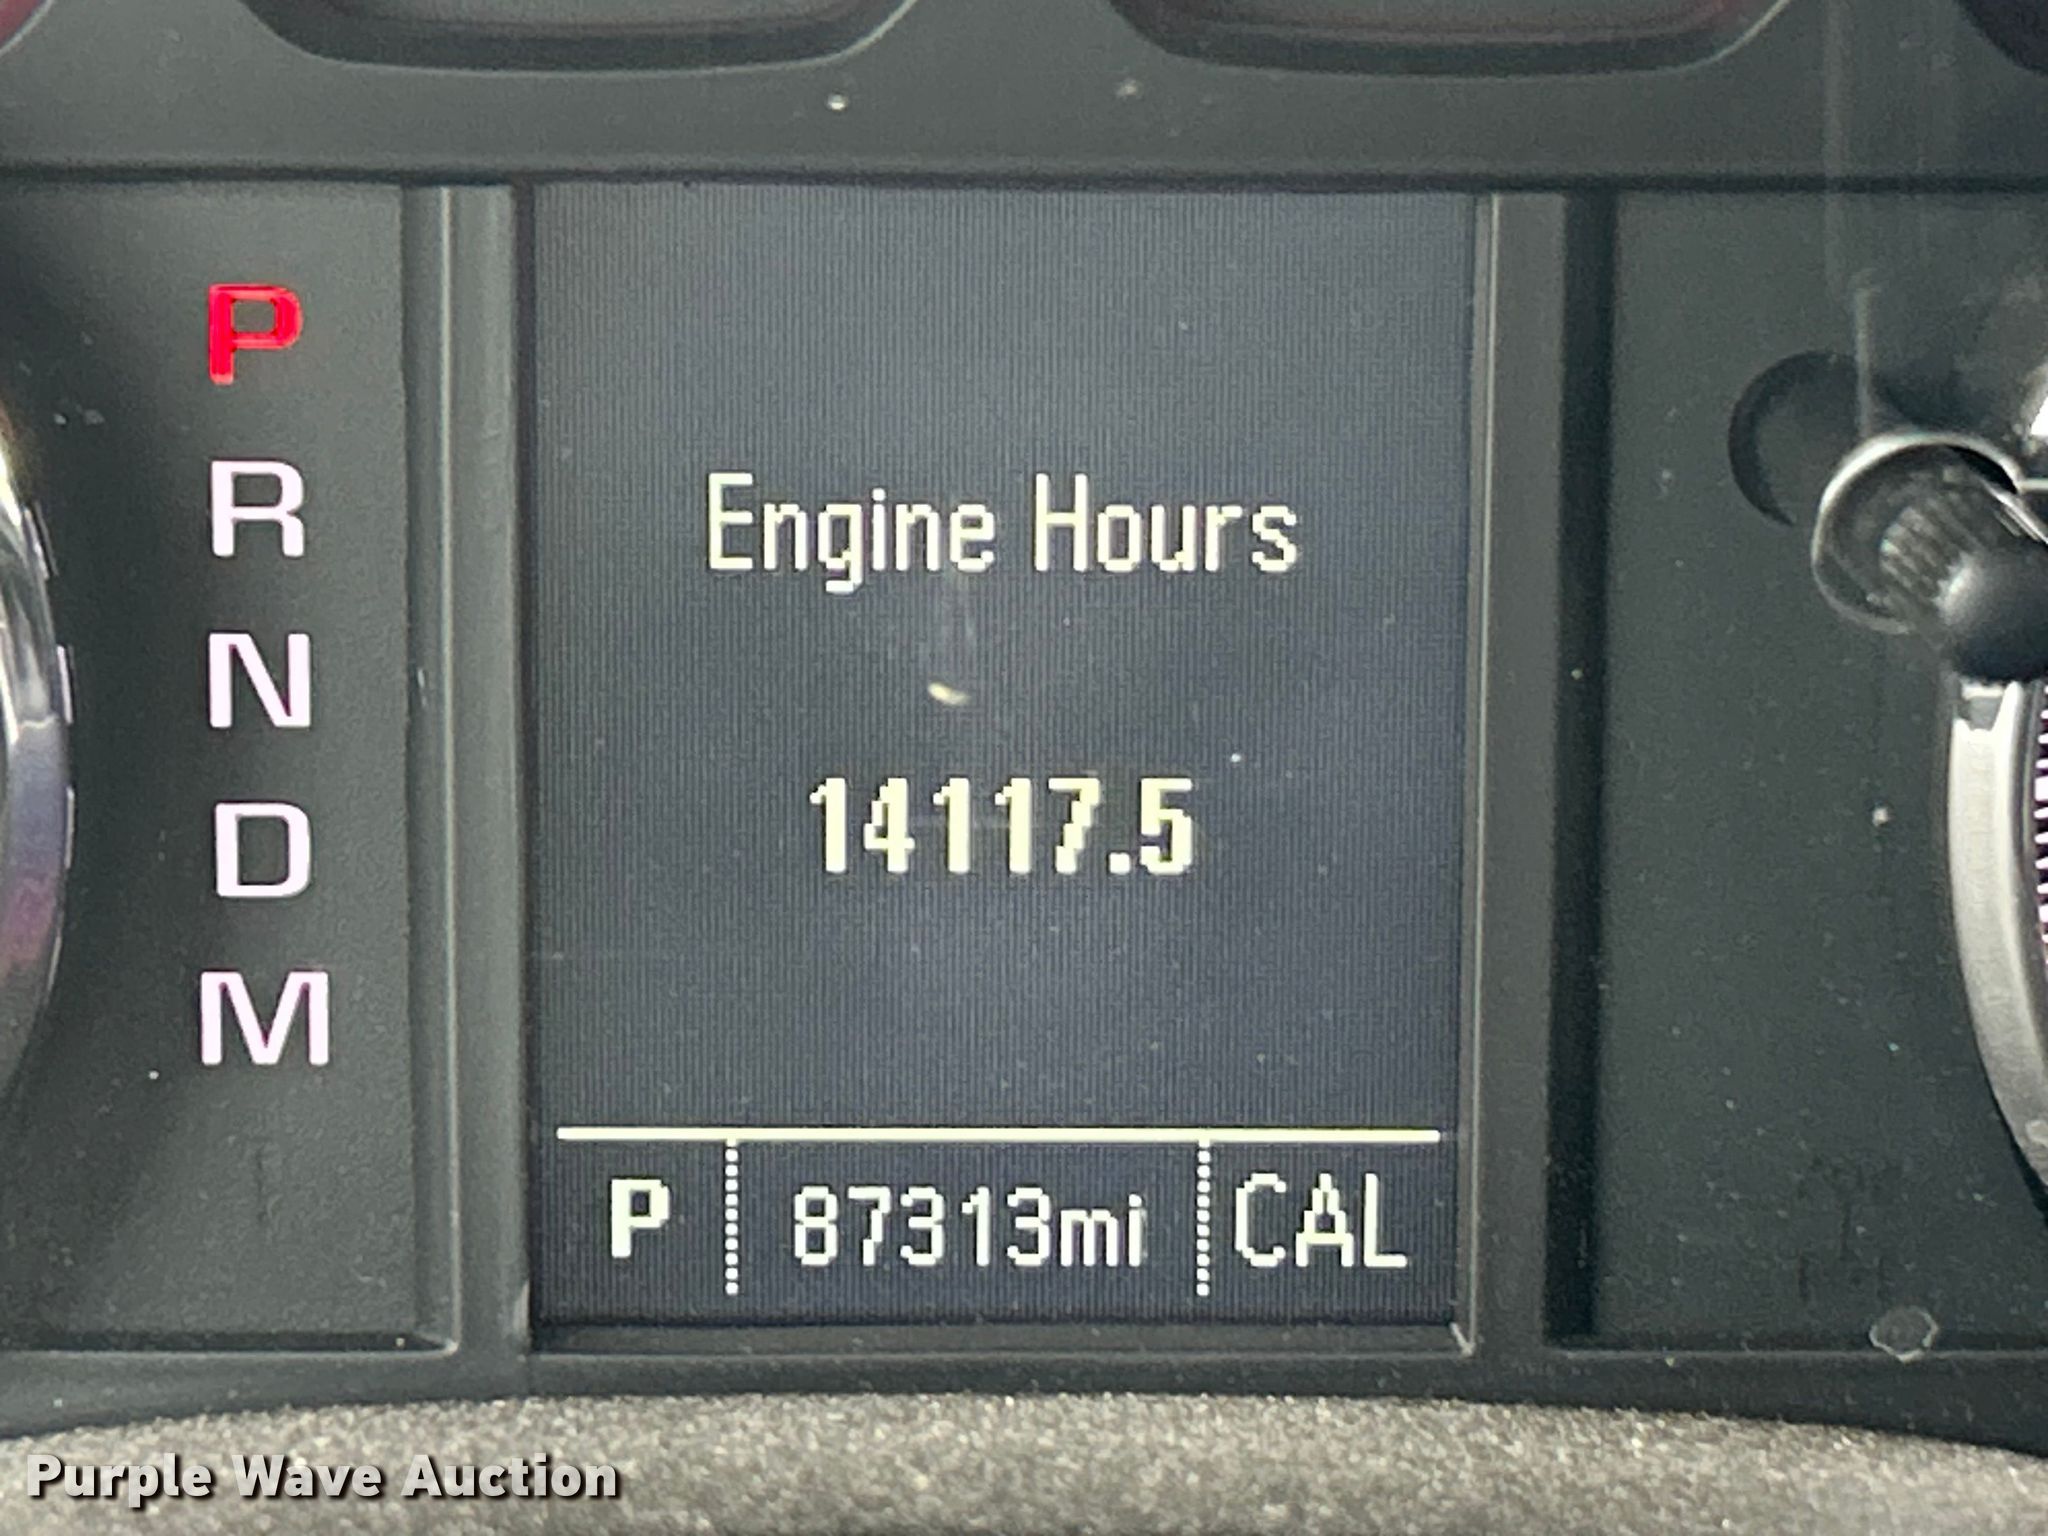 P
R
N
D
M
Engine Hours
14117.5
P 87313mi CAL
Purple Wave Auction